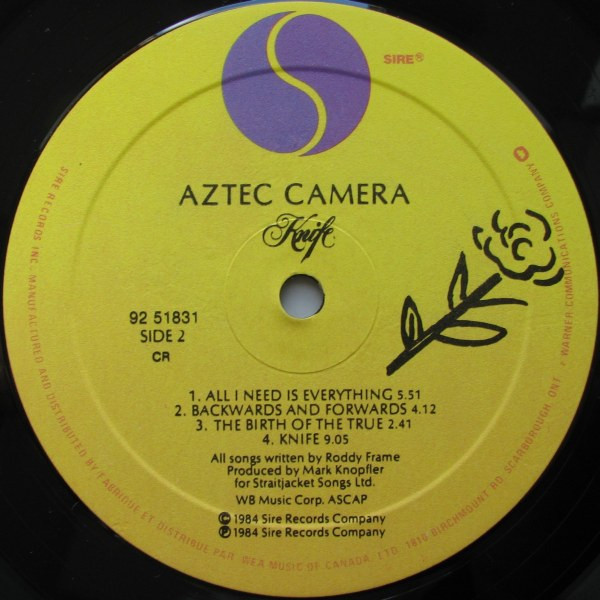 SIRE®
AZTEC CAMERA
Knife
92 51831
SIDE 2
CR
1. ALL I NEED IS EVERYTHING 5.51
2. BACKWARDS AND FORWARDS 4.12
3. THE BIRTH OF THE TRUE 2.41
4. KNIFE 9.05
All songs written by Roddy Frame
Produced by Mark Knopfler
for Straitjacket Songs Ltd.
WB Music Corp. ASCAP
© 1984 Sire Records Company
℗ 1984 Sire Records Company
SIRE RECORDS INC. MANUFACTURED AND DISTRIBUTED BY / FABRIQUE ET DISTRIBUE PAR WEA MUSIC OF CANADA, LTD. 1810 BIRCHMOUNT RD. SCARBOROUGH, ONT. • WARNER COMMUNICATIONS COMPANY